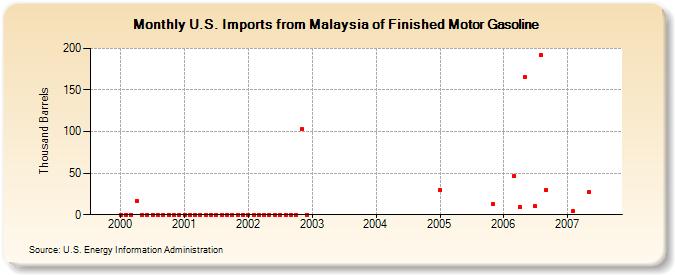 Monthly U.S. Imports from Malaysia of Finished Motor Gasoline
Thousand Barrels
200
150
100
50
0
2000 2001 2002 2003 2004 2005 2006 2007
Source: U.S. Energy Information Administration